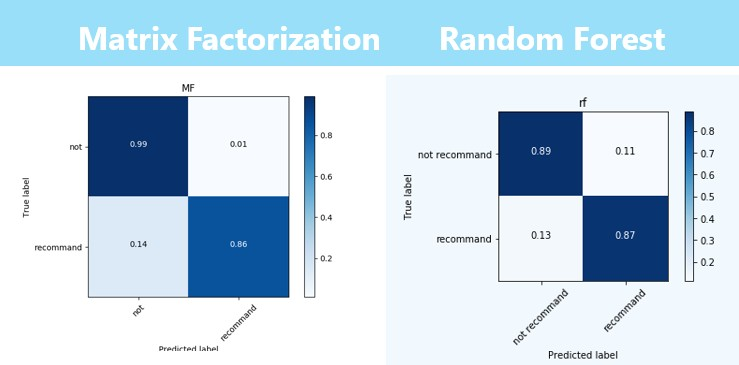 Matrix Factorization
Random Forest
MF
0.99
0.01
0.14
0.86
not
recommand
True label
not
recommand
Predicted label
0.8
0.6
0.4
0.2
rf
0.89
0.11
0.13
0.87
not recommand
recommand
True label
not recommand
recommand
Predicted label
0.8
0.7
0.6
0.5
0.4
0.3
0.2